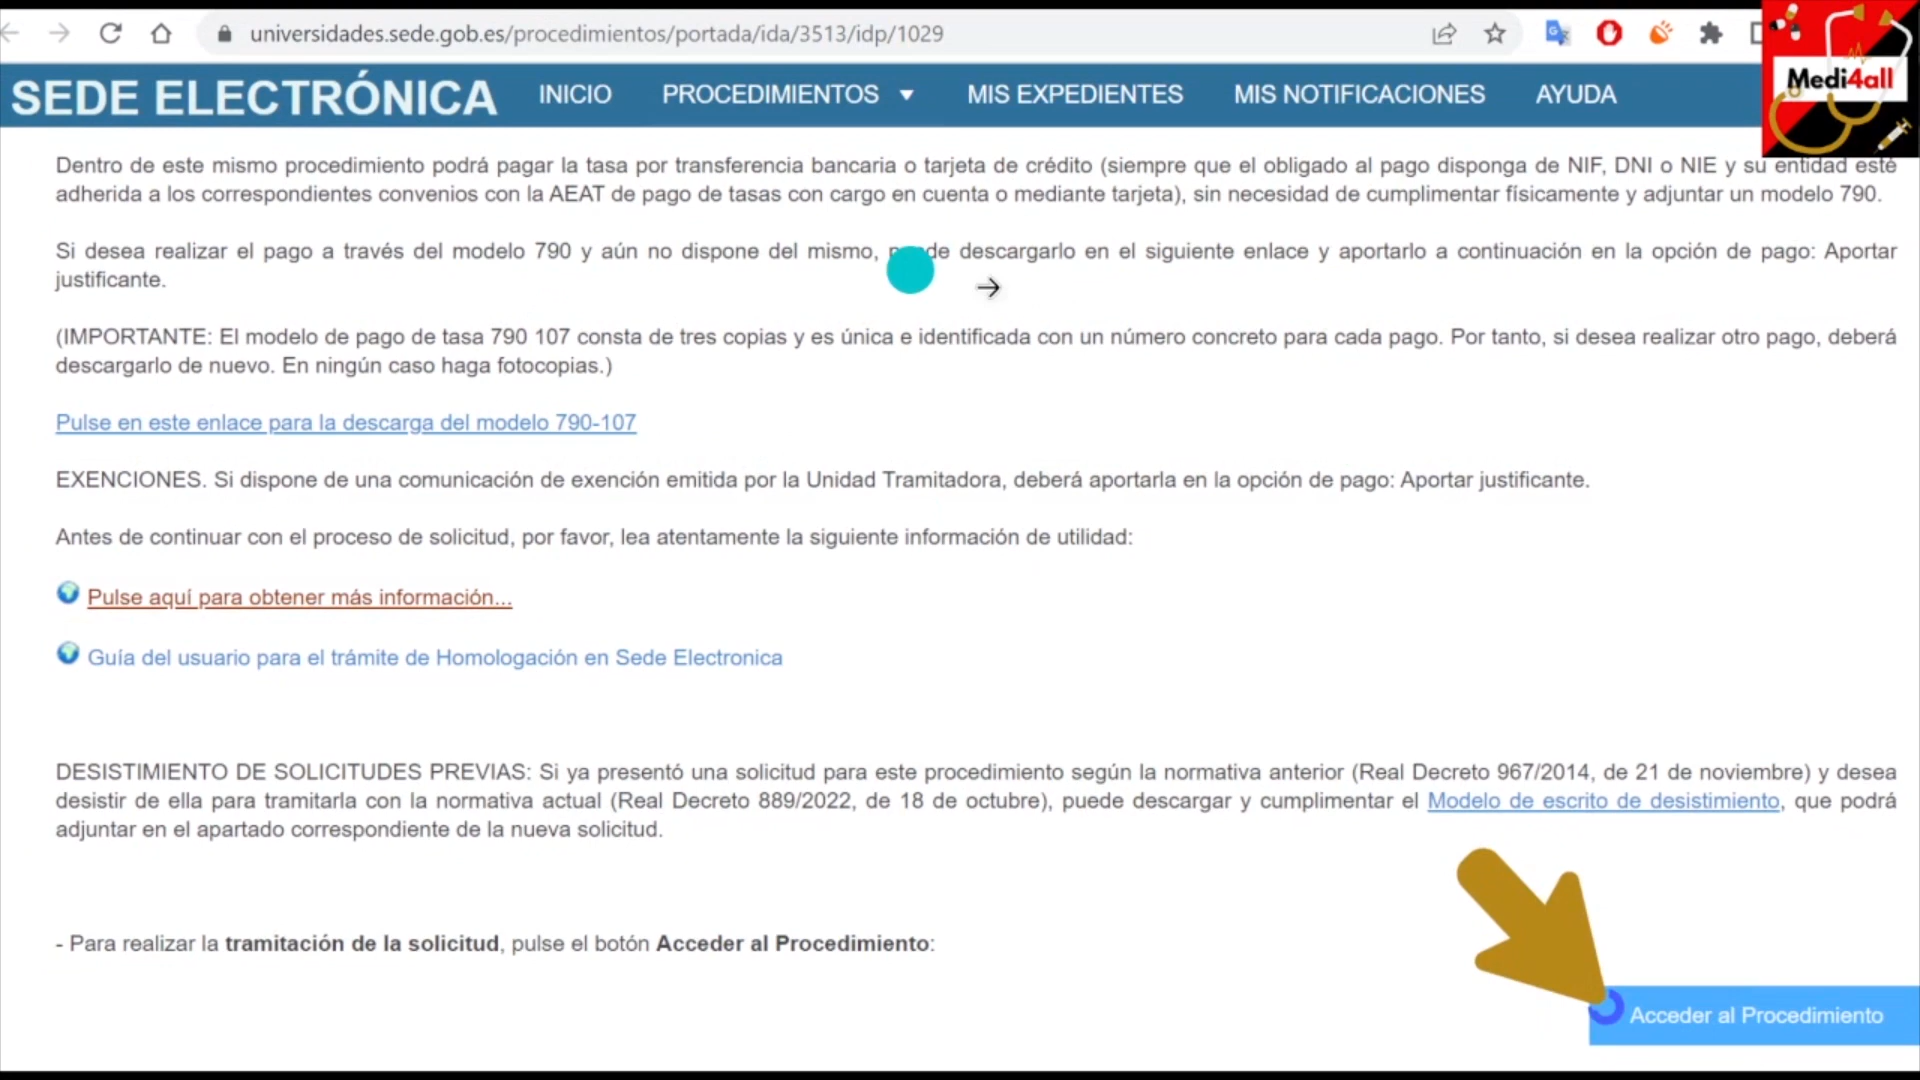 universidades.sede.gob.es/procedimientos/portada/ida/3513/idp/1029
Medi4all
SEDE ELECTRÓNICA INICIO PROCEDIMIENTOS MIS EXPEDIENTES MIS NOTIFICACIONES AYUDA
Dentro de este mismo procedimiento podrá pagar la tasa por transferencia bancaria o tarjeta de crédito (siempre que el obligado al pago disponga de NIF, DNI o NIE y su entidad esté
adherida a los correspondientes convenios con la AEAT de pago de tasas con cargo en cuenta o mediante tarjeta), sin necesidad de cumplimentar físicamente y adjuntar un modelo 790.
Si desea realizar el pago a través del modelo 790 y aún no dispone del mismo, descargarlo en el siguiente enlace y aportarlo a continuación en la opción de pago: Aportar
justificante.
(IMPORTANTE: El modelo de pago de tasa 790 107 consta de tres copias y es única e identificada con un número concreto para cada pago. Por tanto, si desea realizar otro pago, deberá
descargarlo de nuevo. En ningún caso haga fotocopias.)
Pulse en este enlace para la descarga del modelo 790-107
EXENCIONES. Si dispone de una comunicación de exención emitida por la Unidad Tramitadora, deberá aportarla en la opción de pago: Aportar justificante.
Antes de continuar con el proceso de solicitud, por favor, lea atentamente la siguiente información de utilidad:
Pulse aquí para obtener más información...
Guía del usuario para el trámite de Homologación en Sede Electronica
DESISTIMIENTO DE SOLICITUDES PREVIAS: Si ya presentó una solicitud para este procedimiento según la normativa anterior (Real Decreto 967/2014, de 21 de noviembre) y desea
desistir de ella para tramitarla con la normativa actual (Real Decreto 889/2022, de 18 de octubre), puede descargar y cumplimentar el Modelo de escrito de desistimiento, que podrá
adjuntar en el apartado correspondiente de la nueva solicitud.
- Para realizar la tramitación de la solicitud, pulse el botón Acceder al Procedimiento:
Acceder al Procedimiento